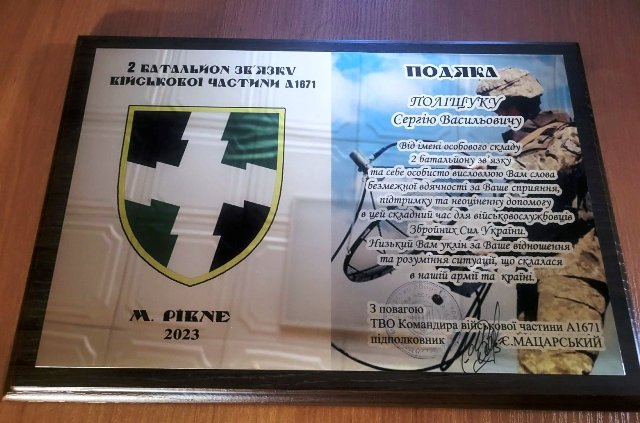 2 БАТАЛЬЙОН ЗВ'ЯЗКУ
ВІЙСЬКОВОЇ ЧАСТИНИ А1671
М. РІВНЕ
2023
ПОДЯКА
ПОЛІЩУКУ
Сергію Васильовичу
Від імені особового складу
2 батальйону зв'язку
та себе особисто висловлюю Вам слова
безмежної вдячності за Ваше сприяння,
підтримку та неоціненну допомогу
в цей складний час для військовослужбовців
Збройних Сил України.
Низький Вам уклін за Ваше відношення
та розуміння ситуації, що склалася
в нашій армії та країні.
З повагою
ТВО Командира військової частини А1671
підполковник Є.МАЦАРСЬКИЙ